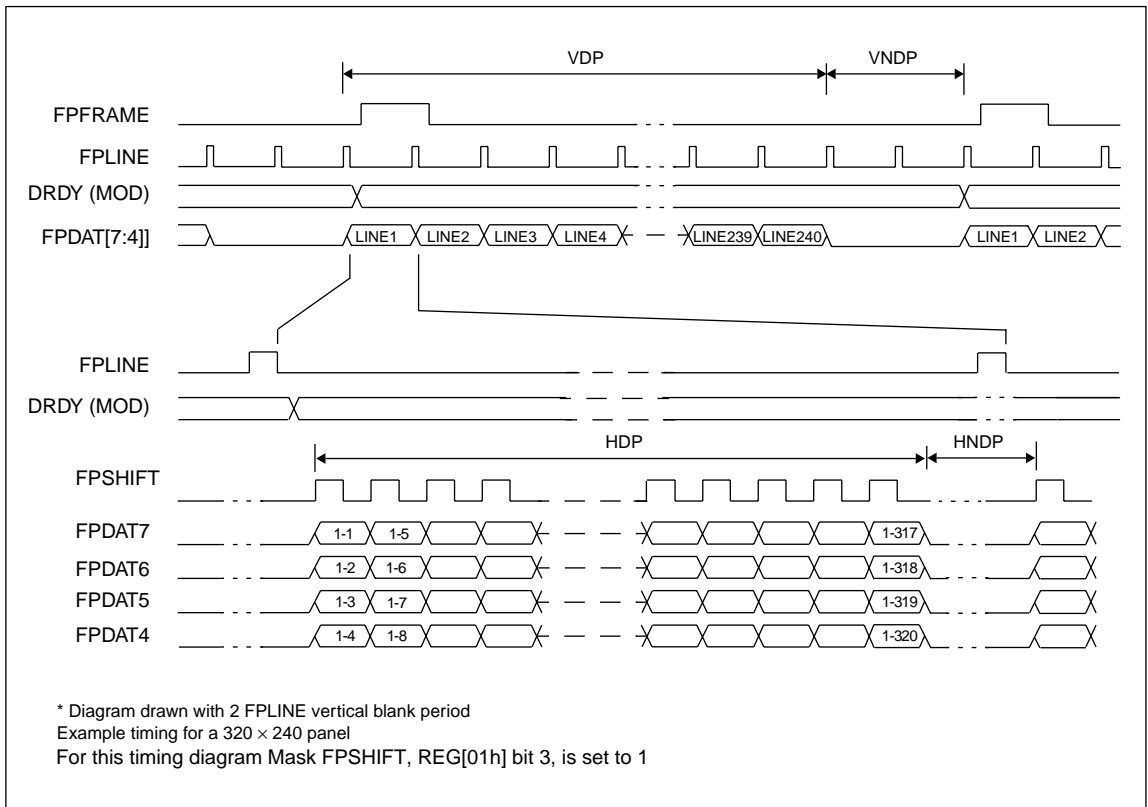 VDP VNDP
FPFRAME
FPLINE
DRDY (MOD)
FPDAT[7:4]] LINE1 LINE2 LINE3 LINE4 LINE239 LINE240 LINE1 LINE2
FPLINE
DRDY (MOD)
HDP HNDP
FPSHIFT
FPDAT7 1-1 1-5 1-317
FPDAT6 1-2 1-6 1-318
FPDAT5 1-3 1-7 1-319
FPDAT4 1-4 1-8 1-320
* Diagram drawn with 2 FPLINE vertical blank period
Example timing for a 320 × 240 panel
For this timing diagram Mask FPSHIFT, REG[01h] bit 3, is set to 1